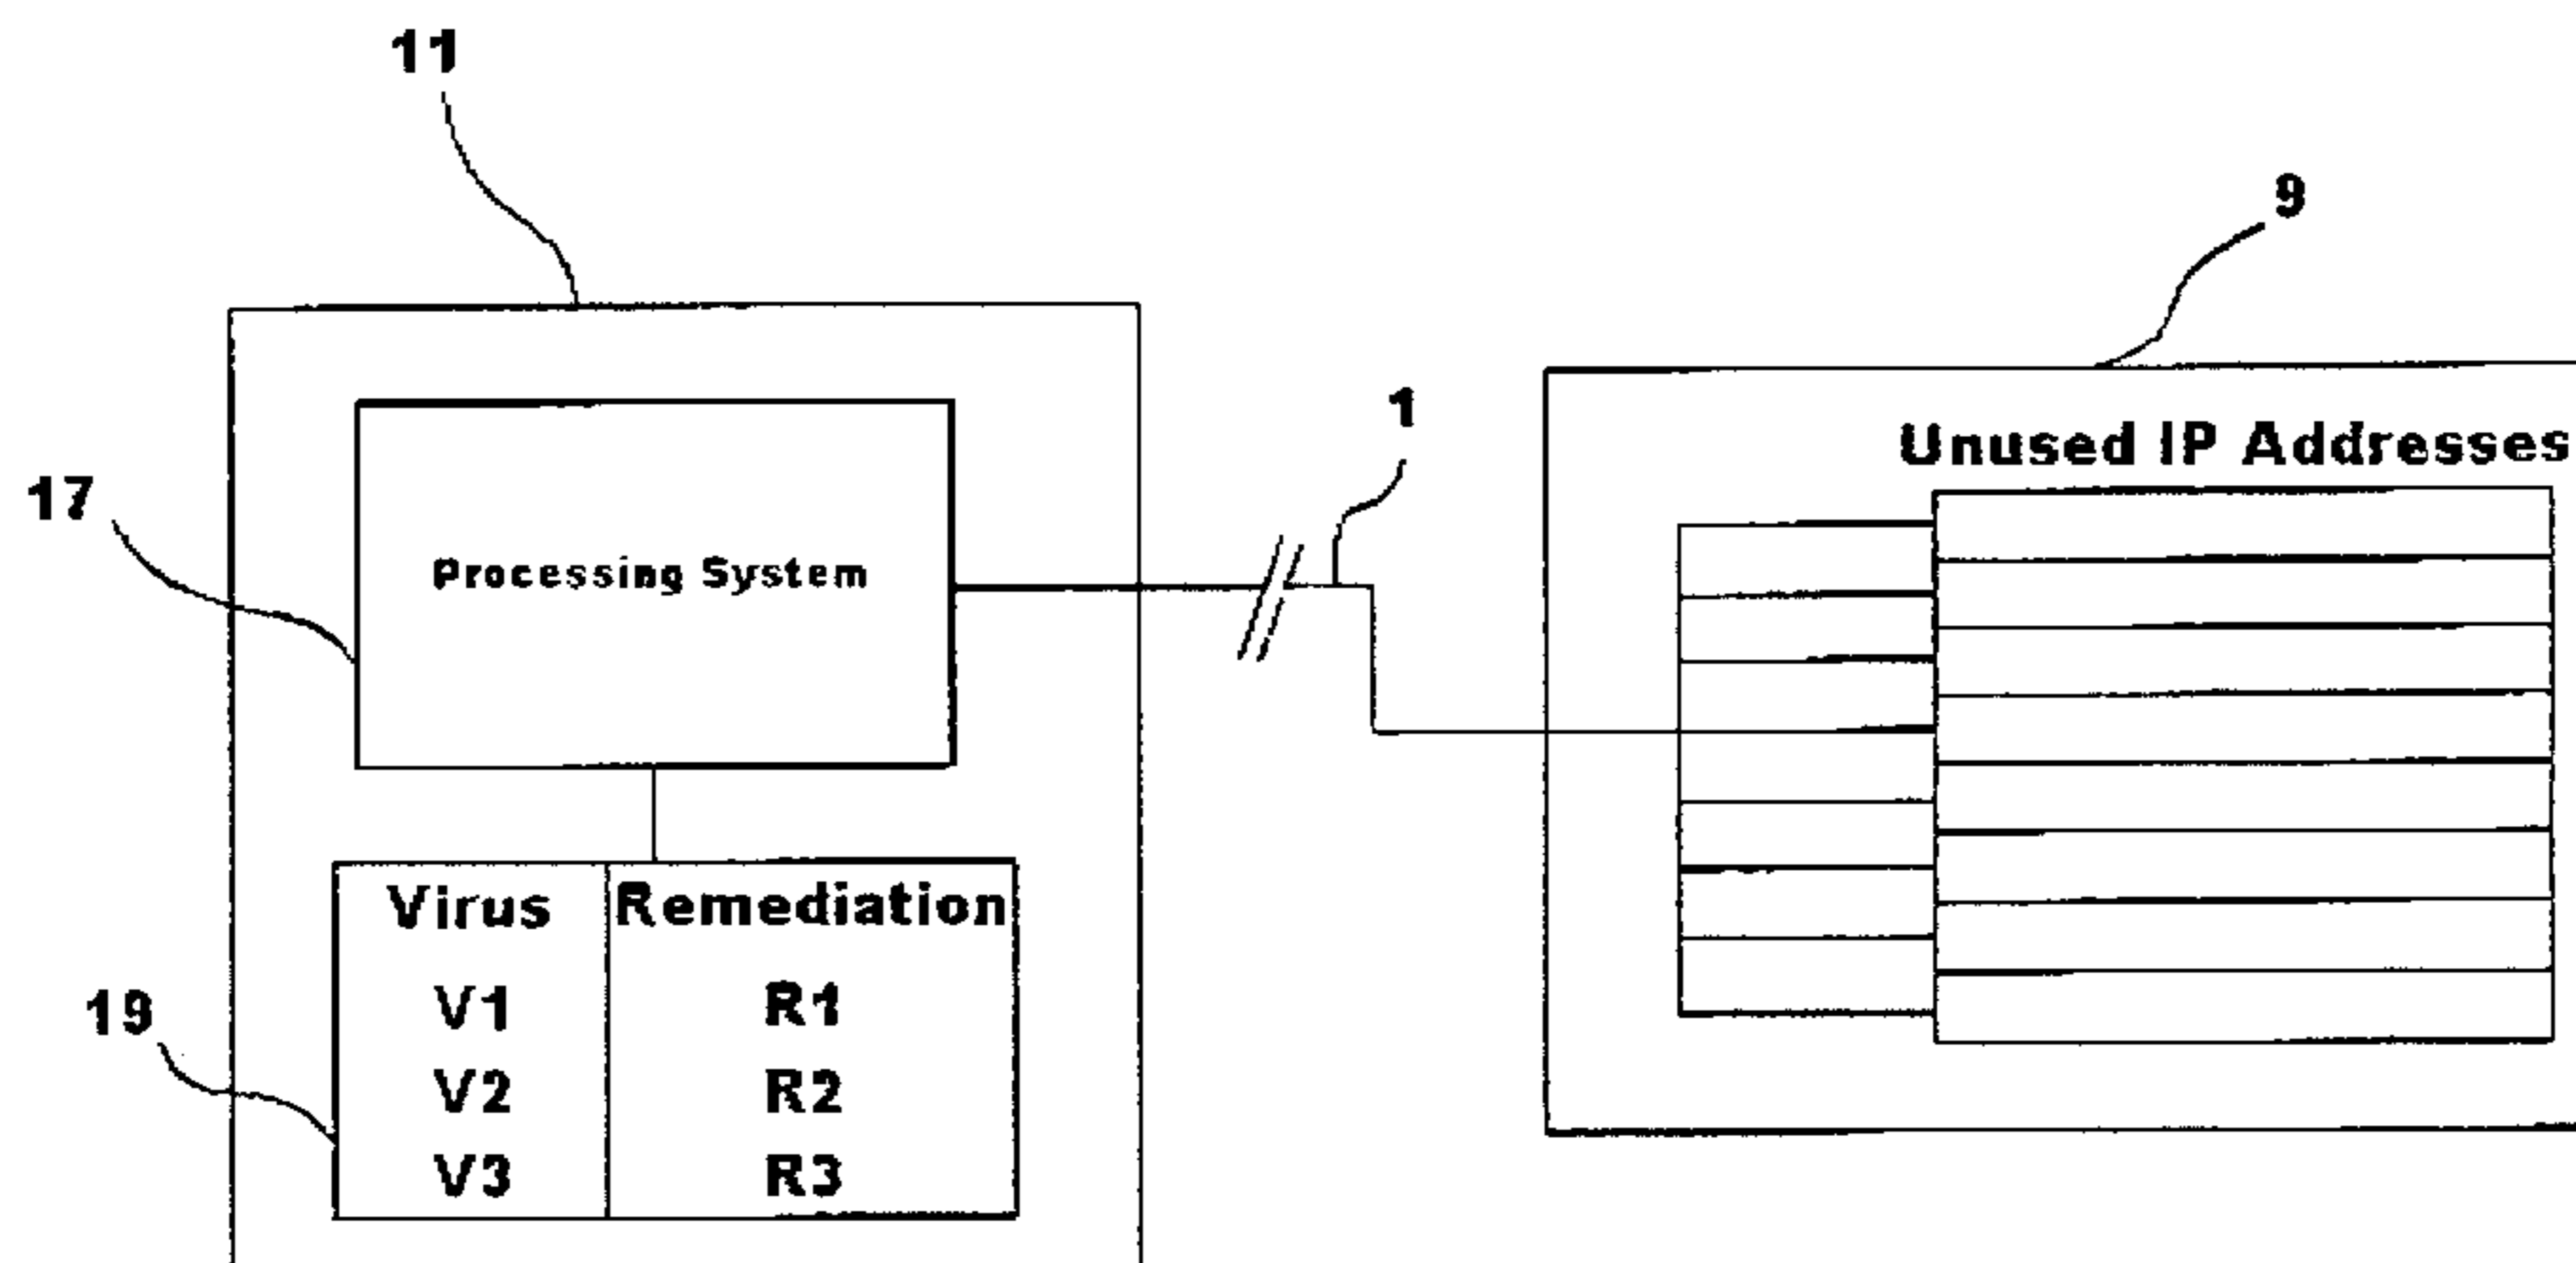 11
9
1
Unused IP Addresses
17
Processing System
Virus Remediation
V1 R1
19
V2 R2
V3 R3